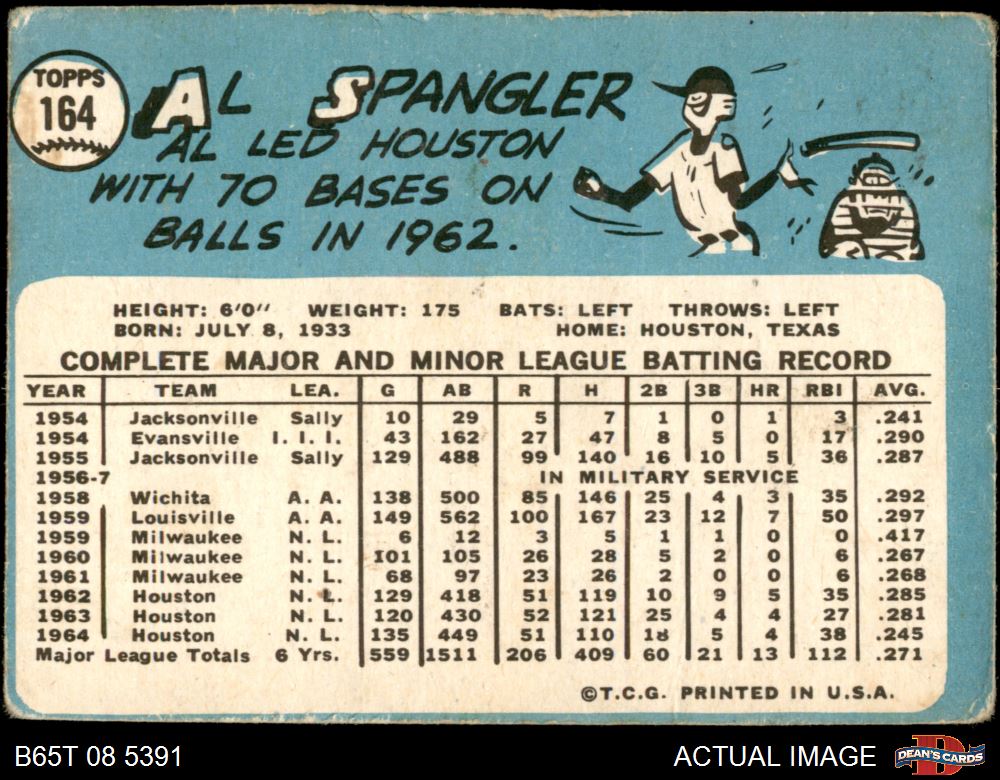 TOPPS
164
AL SPANGLER
AL LED HOUSTON
WITH 70 BASES ON
BALLS IN 1962.
HEIGHT: 6'0" WEIGHT: 175 BATS: LEFT THROWS: LEFT
BORN: JULY 8, 1933 HOME: HOUSTON, TEXAS
COMPLETE MAJOR AND MINOR LEAGUE BATTING RECORD
YEAR TEAM LEA. G AB R H 2B 3B HR RBI AVG.
1954 Jacksonville Sally 10 29 5 7 1 0 1 3 .241
1954 Evansville I. I. I. 43 162 27 47 8 5 0 17 .290
1955 Jacksonville Sally 129 488 99 140 16 10 5 36 .287
1956-7 IN MILITARY SERVICE
1958 Wichita A. A. 138 500 85 146 25 4 3 35 .292
1959 Louisville A. A. 149 562 100 167 23 12 7 50 .297
1959 Milwaukee N. L. 6 12 3 5 1 1 0 0 .417
1960 Milwaukee N. L. 101 105 26 28 5 2 0 6 .267
1961 Milwaukee N. L. 68 97 23 26 2 0 0 6 .268
1962 Houston N. L. 129 418 51 119 10 9 5 35 .285
1963 Houston N. L. 120 430 52 121 25 4 4 27 .281
1964 Houston N. L. 135 449 51 110 18 5 4 38 .245
Major League Totals 6 Yrs. 559 1511 206 409 60 21 13 112 .271
©T.C.G. PRINTED IN U.S.A.
B65T 08 5391 ACTUAL IMAGE
D
DEAN'S CARDS